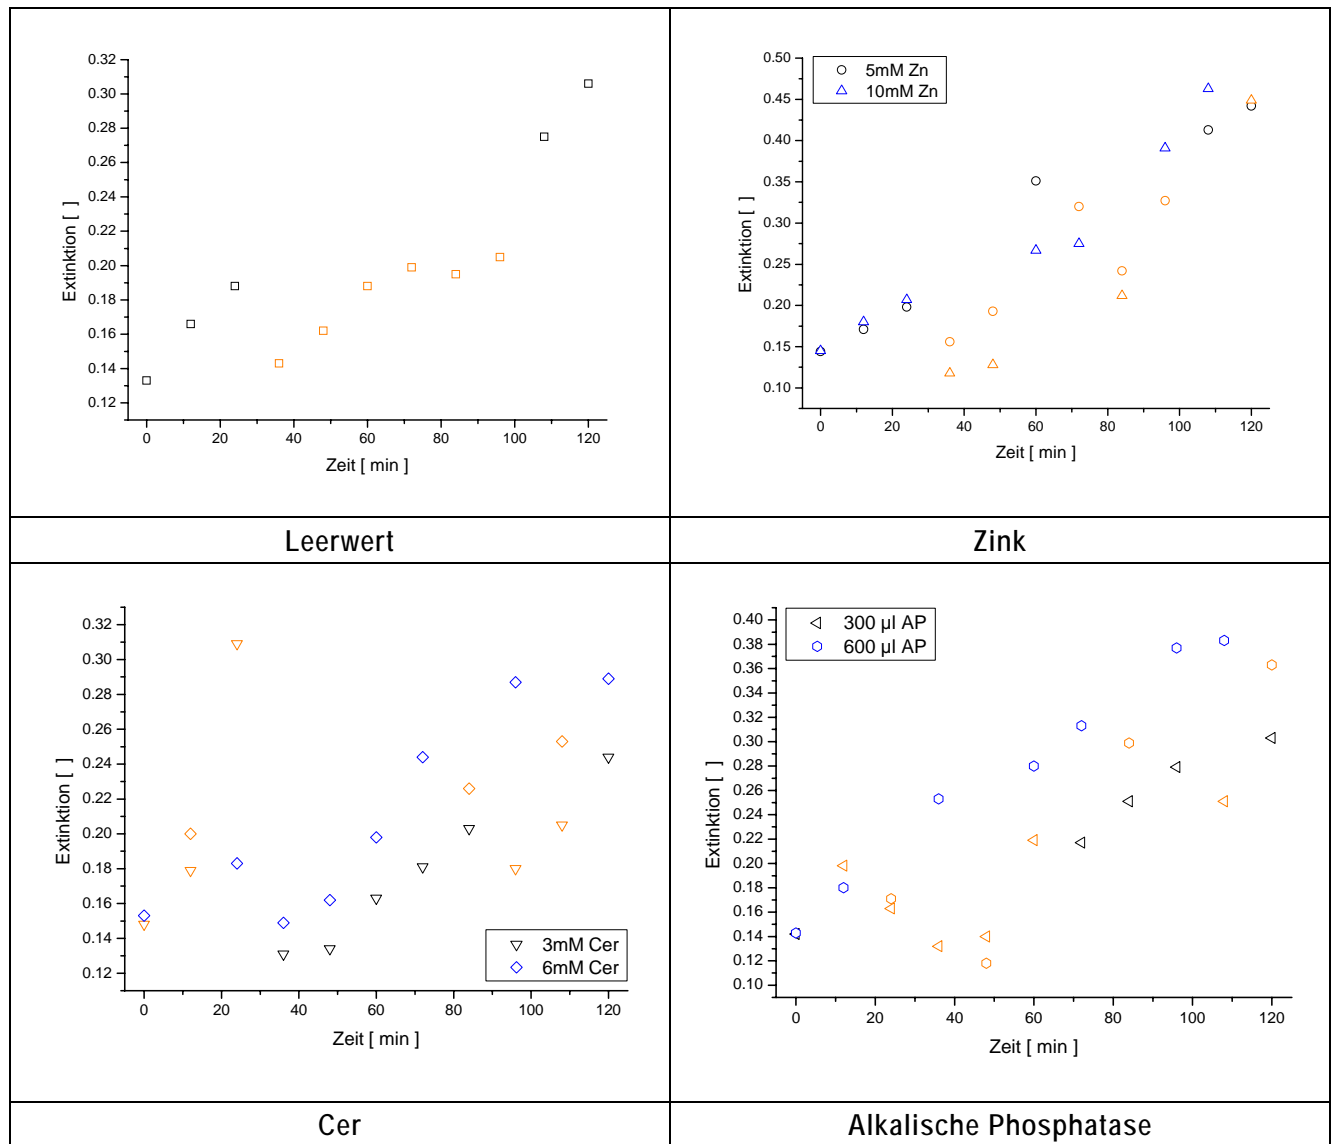 0.32
0.30
0.28
0.26
0.24
0.22
0.20
0.18
0.16
0.14
0.12
Extinktion [ ]
0 20 40 60 80 100 120
Zeit [ min ]
0.50
0.45
0.40
0.35
0.30
0.25
0.20
0.15
0.10
Extinktion [ ]
5mM Zn
10mM Zn
0 20 40 60 80 100 120
Zeit [ min ]
Leerwert
Zink
0.32
0.30
0.28
0.26
0.24
0.22
0.20
0.18
0.16
0.14
0.12
Extinktion [ ]
3mM Cer
6mM Cer
0 20 40 60 80 100 120
Zeit [ min ]
0.40
0.38
0.36
0.34
0.32
0.30
0.28
0.26
0.24
0.22
0.20
0.18
0.16
0.14
0.12
0.10
Extinktion [ ]
300 µl AP
600 µl AP
0 20 40 60 80 100 120
Zeit [ min ]
Cer
Alkalische Phosphatase